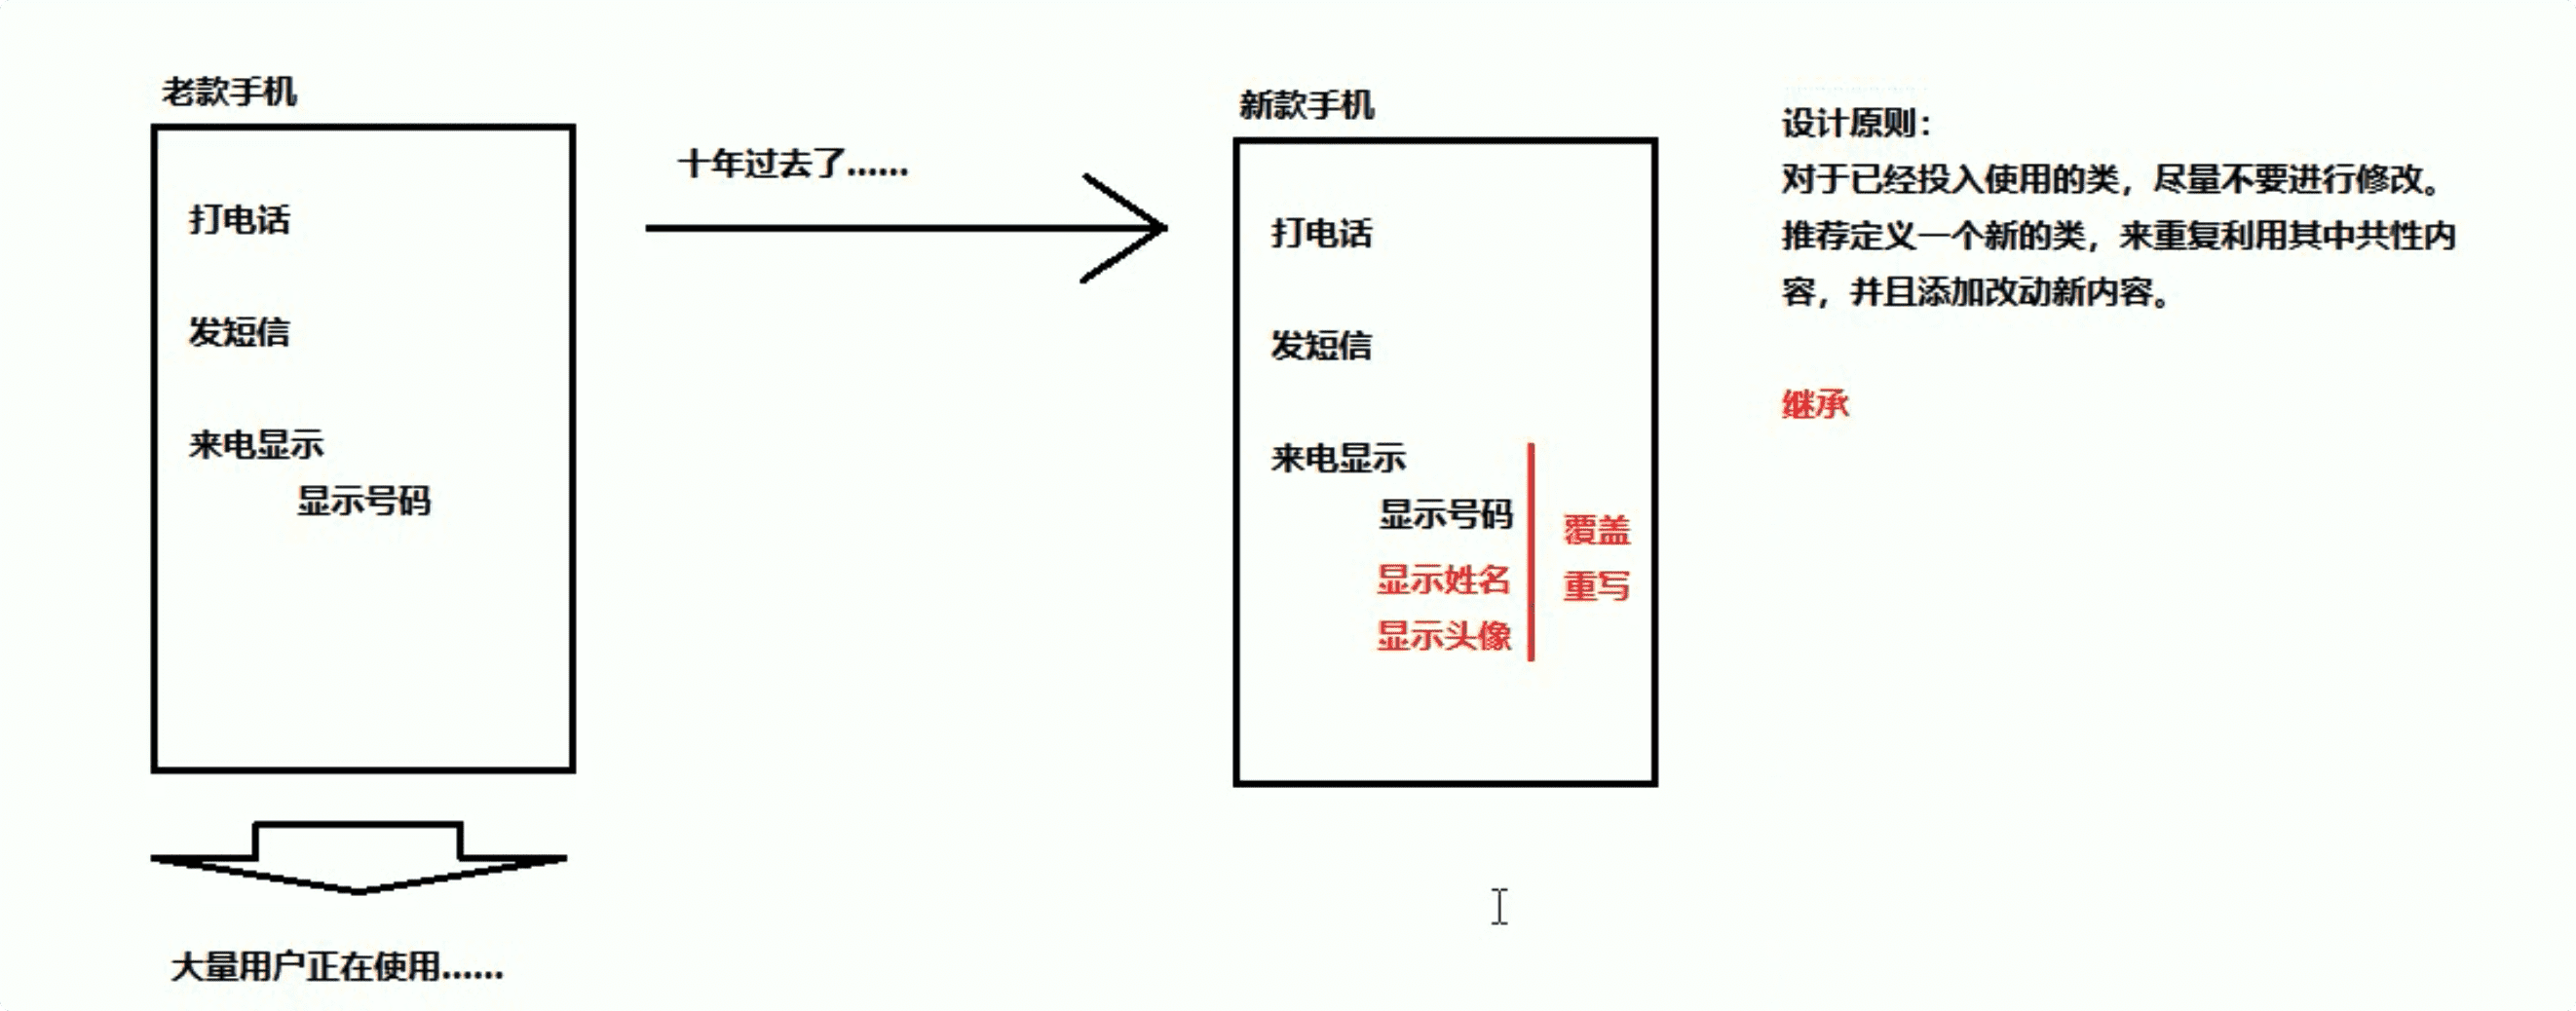 老款手机
打电话
发短信
来电显示
显示号码
大量用户正在使用......
十年过去了......
新款手机
打电话
发短信
来电显示
显示号码
显示姓名
显示头像
覆盖
重写
设计原则：
对于已经投入使用的类，尽量不要进行修改。
推荐定义一个新的类，来重复利用其中共性内
容，并且添加改动新内容。
继承